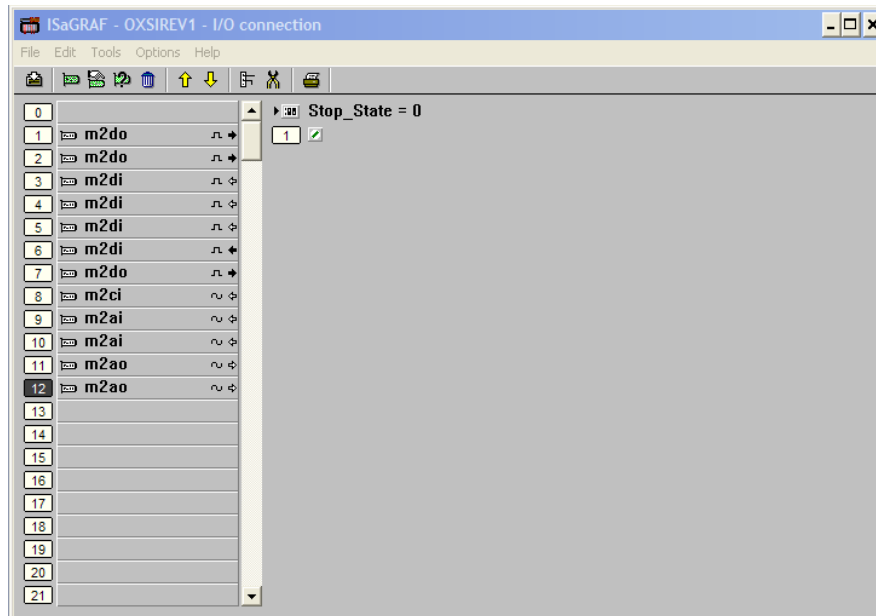 ISaGRAF - OXSIREV1 - I/O connection
File Edit Tools Options Help
0
1 m2do
2 m2do
3 m2di
4 m2di
5 m2di
6 m2di
7 m2do
8 m2ci
9 m2ai
10 m2ai
11 m2ao
12 m2ao
13
14
15
16
17
18
19
20
21
Stop_State = 0
1